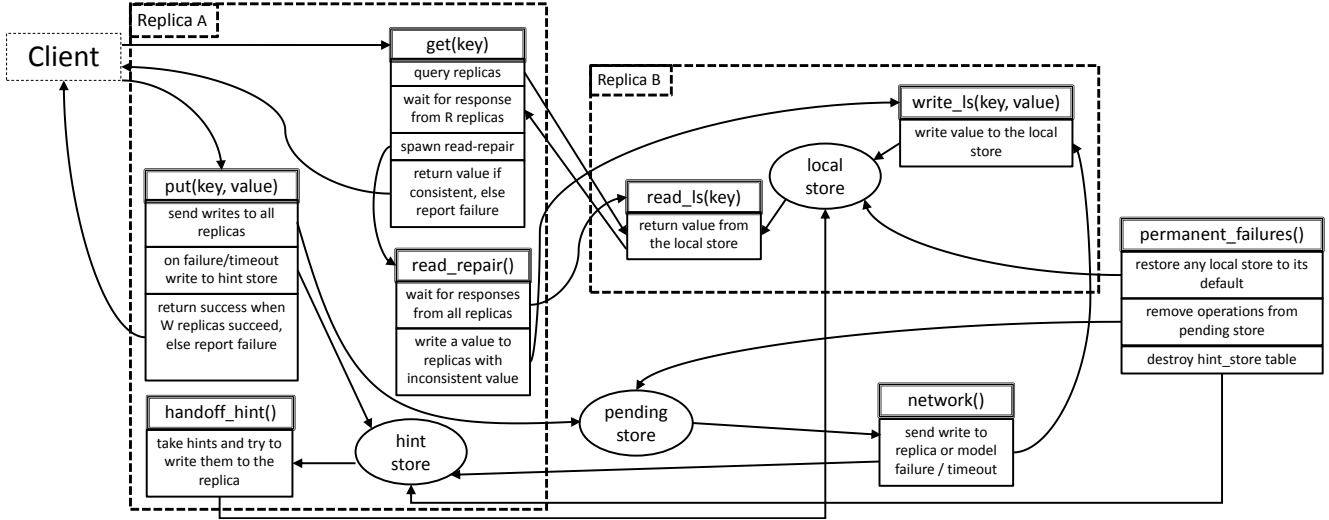 Replica A
Client
get(key)
query replicas
wait for response
from R replicas
spawn read-repair
return value if
consistent, else
report failure
put(key, value)
send writes to all
replicas
on failure/timeout
write to hint store
return success when
W replicas succeed,
else report failure
read_repair()
wait for responses
from all replicas
write a value to
replicas with
inconsistent value
handoff_hint()
take hints and try to
write them to the
replica
hint
store
Replica B
write_ls(key, value)
write value to the local
store
local
store
read_ls(key)
return value from
the local store
pending
store
network()
send write to
replica or model
failure / timeout
permanent_failures()
restore any local store to its
default
remove operations from
pending store
destroy hint_store table